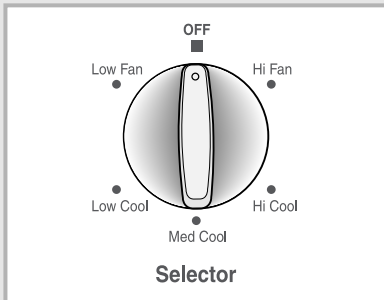 OFF
Low Fan
Hi Fan
Low Cool
Hi Cool
Med Cool
Selector